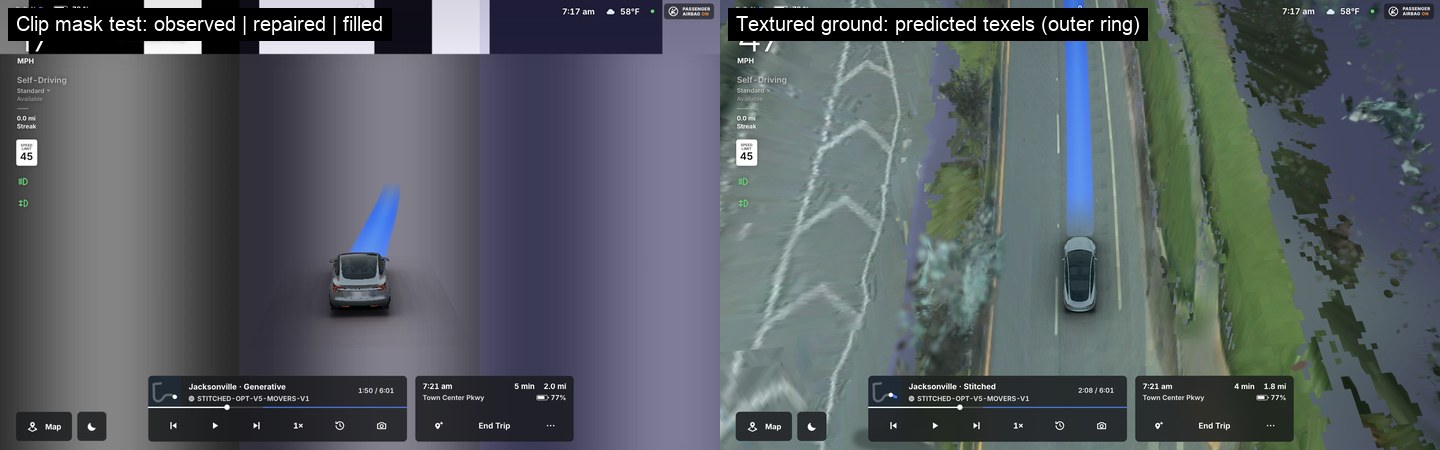 Clip mask test: observed | repaired | filled
7:17 am
58°F
PASSENGER
AIRBAG ON
MPH
Self-Driving
Standard
Available
0.0 mi
Streak
SPEED
LIMIT
45
Jacksonville · Generative
STITCHED-OPT-V5-MOVERS-V1
1:50 / 6:01
1×
7:21 am
5 min
2.0 mi
Town Center Pkwy
77%
End Trip
Map
Textured ground: predicted texels (outer ring)
7:17 am
58°F
PASSENGER
AIRBAG ON
MPH
Self-Driving
Standard
Available
0.0 mi
Streak
SPEED
LIMIT
45
Jacksonville · Stitched
STITCHED-OPT-V5-MOVERS-V1
2:08 / 6:01
1×
7:21 am
4 min
1.8 mi
Town Center Pkwy
77%
End Trip
Map